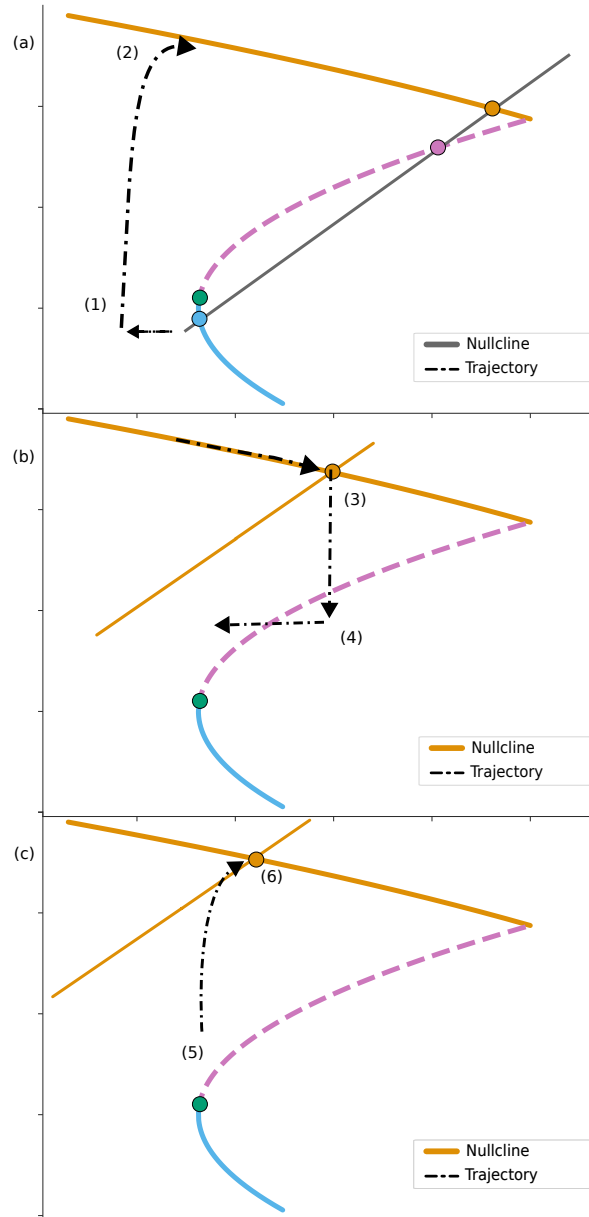 (a)
(2)
(1)
Nullcline
Trajectory
(b)
(3)
(4)
Nullcline
Trajectory
(c)
(6)
(5)
Nullcline
Trajectory